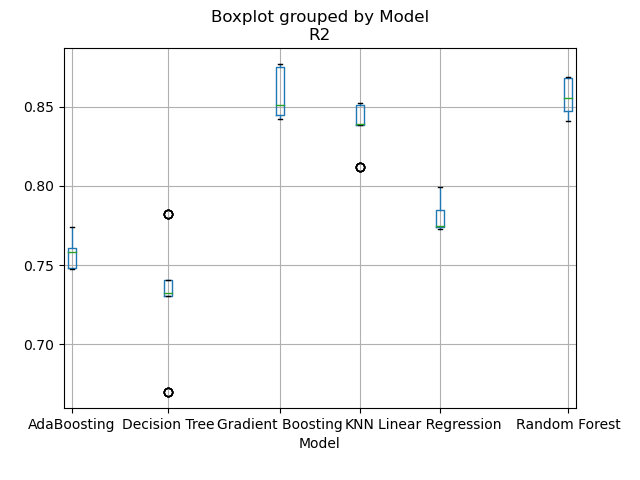 Boxplot grouped by Model
R2
0.85
0.80
0.75
0.70
AdaBoosting Decision Tree Gradient Boosting KNN Linear Regression Random Forest
Model